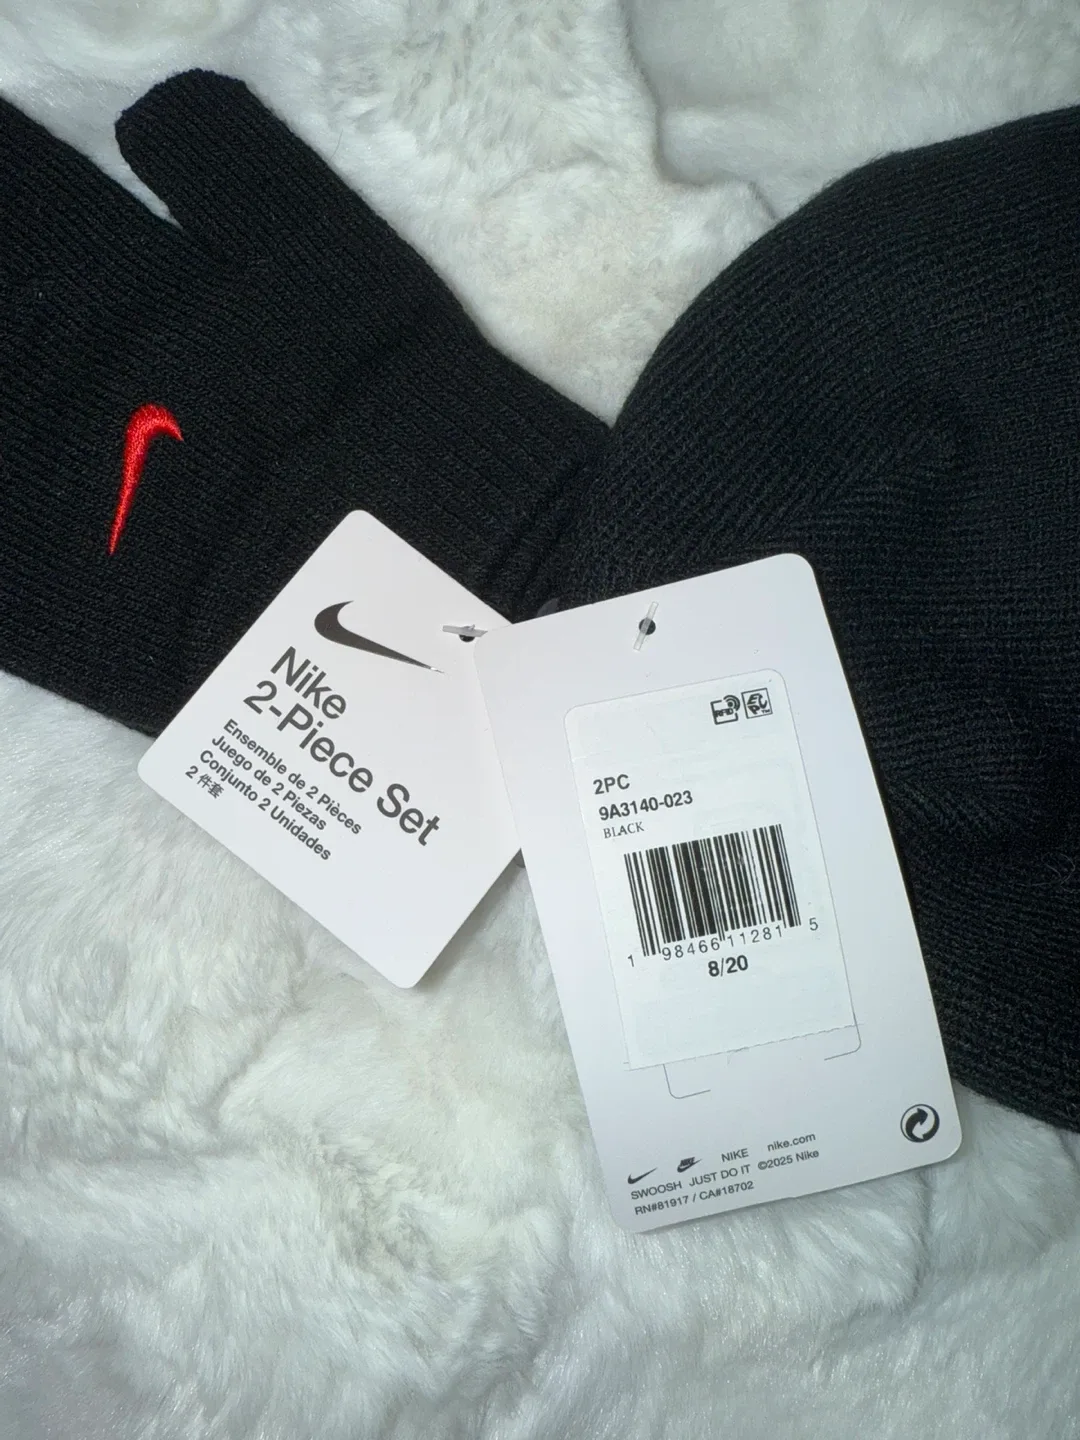 Nike
2-Piece Set
Ensemble de 2 Pièces
Juego de 2 Piezas
Conjunto 2 Unidades
2 件套
RFID
EPC™
2PC
9A3140-023
BLACK
1 98466 11281 5
8/20
NIKE nike.com
SWOOSH JUST DO IT ©2025 Nike
RN#81917 / CA#18702